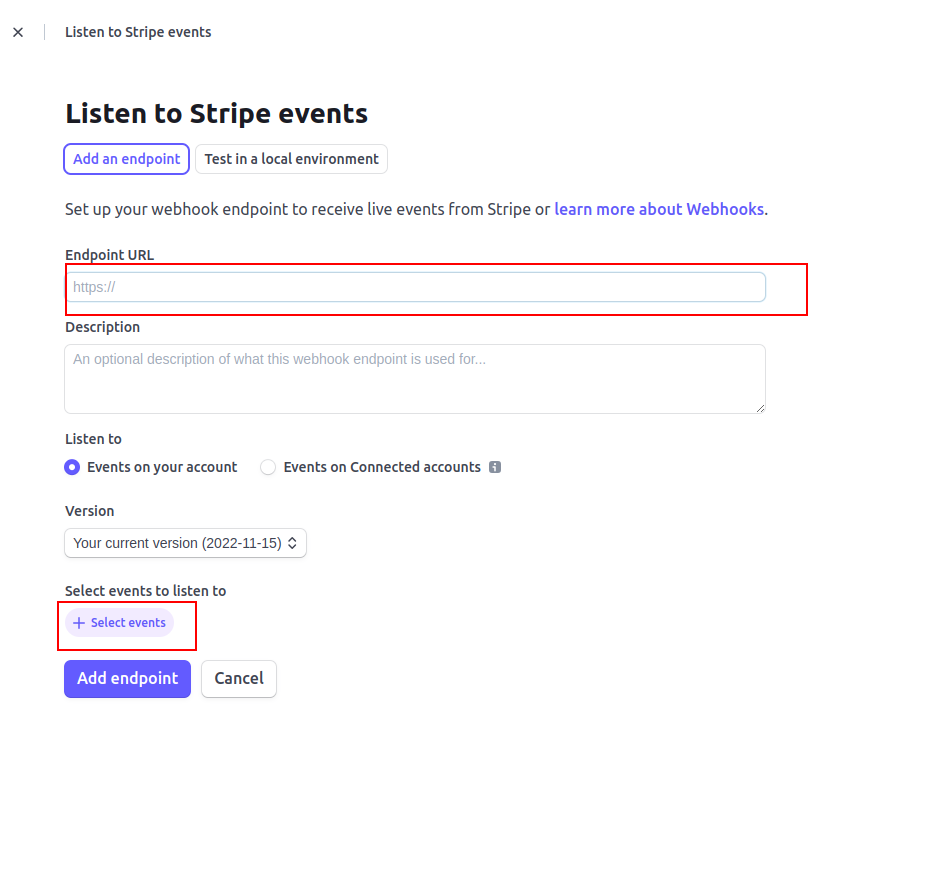 Listen to Stripe events
Listen to Stripe events
Add an endpoint
Test in a local environment
Set up your webhook endpoint to receive live events from Stripe or learn more about Webhooks.
Endpoint URL
https://
Description
An optional description of what this webhook endpoint is used for...
Listen to
Events on your account
Events on Connected accounts
Version
Your current version (2022-11-15)
Select events to listen to
+ Select events
Add endpoint
Cancel